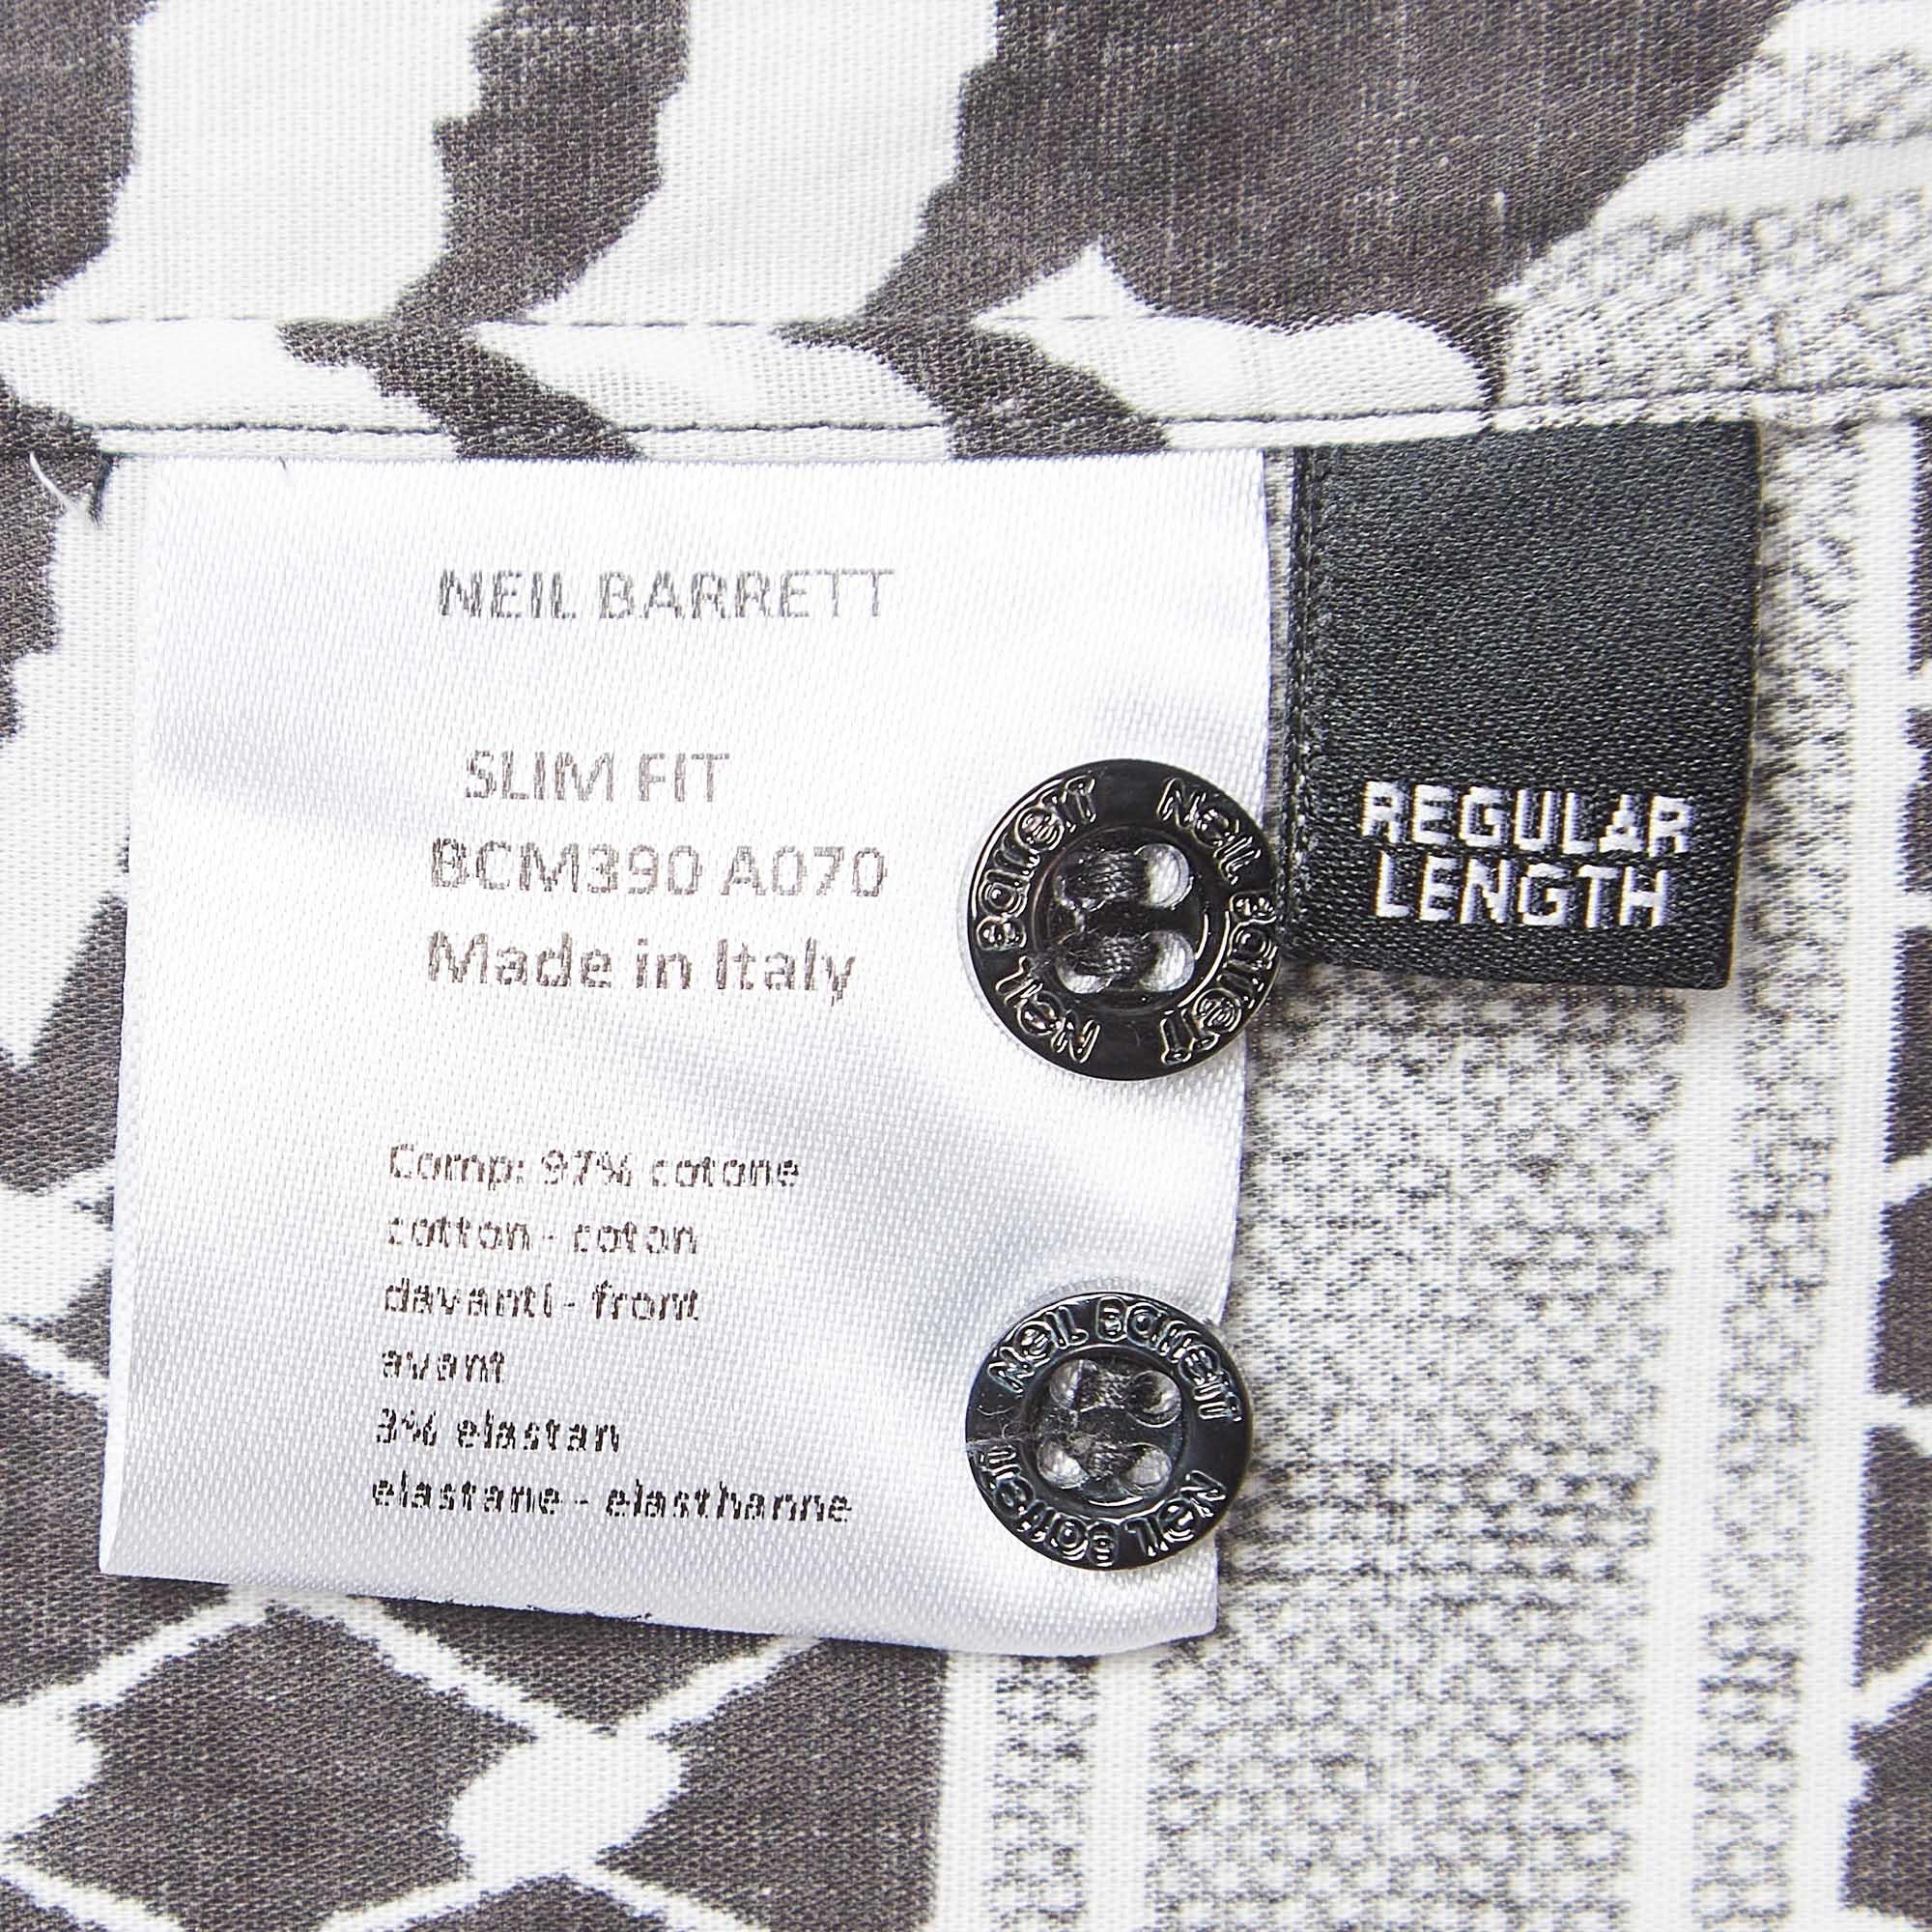 NEIL BARRETT
SLIM FIT
BCM390 A070
Made in Italy
Comp: 97% cotone
cotton - coton
davanti - front
avant
3% elastan
elastane - elasthanne
REGULAR
LENGTH
NEIL BARRETT NEIL BARRETT
NEIL BARRETT NEIL BARRETT